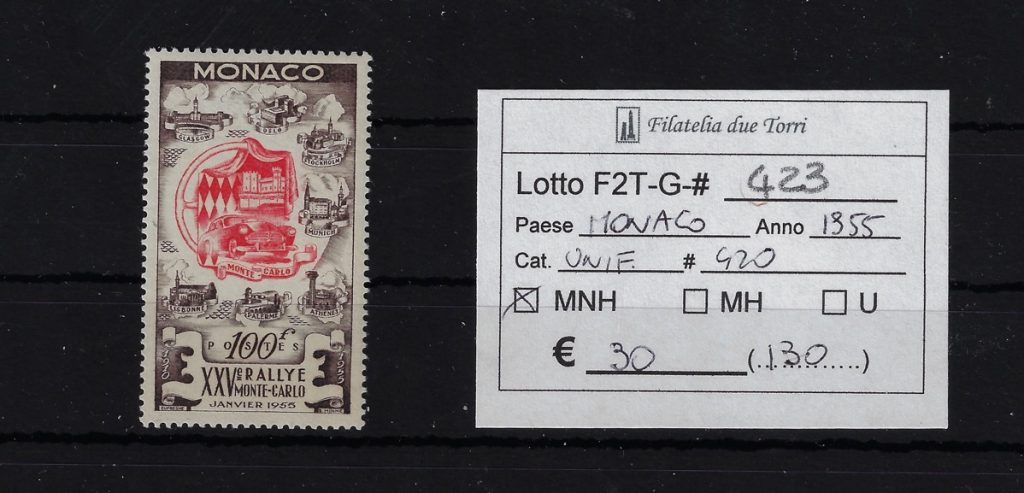 MONACO
GLASGOW
OSLO
STOCKHOLM
MUNICH
MONTE-CARLO
LISBONNE
PALERME
ATHENES
100F
POSTES
1955
XXVe RALLYE
MONTE-CARLO
JANVIER 1955
Filatelia due Torri
Lotto F2T-G-# 423
Paese MONACO Anno 1955
Cat. UNIF. # 420
MNH MH U
€ 30 (.130.....)